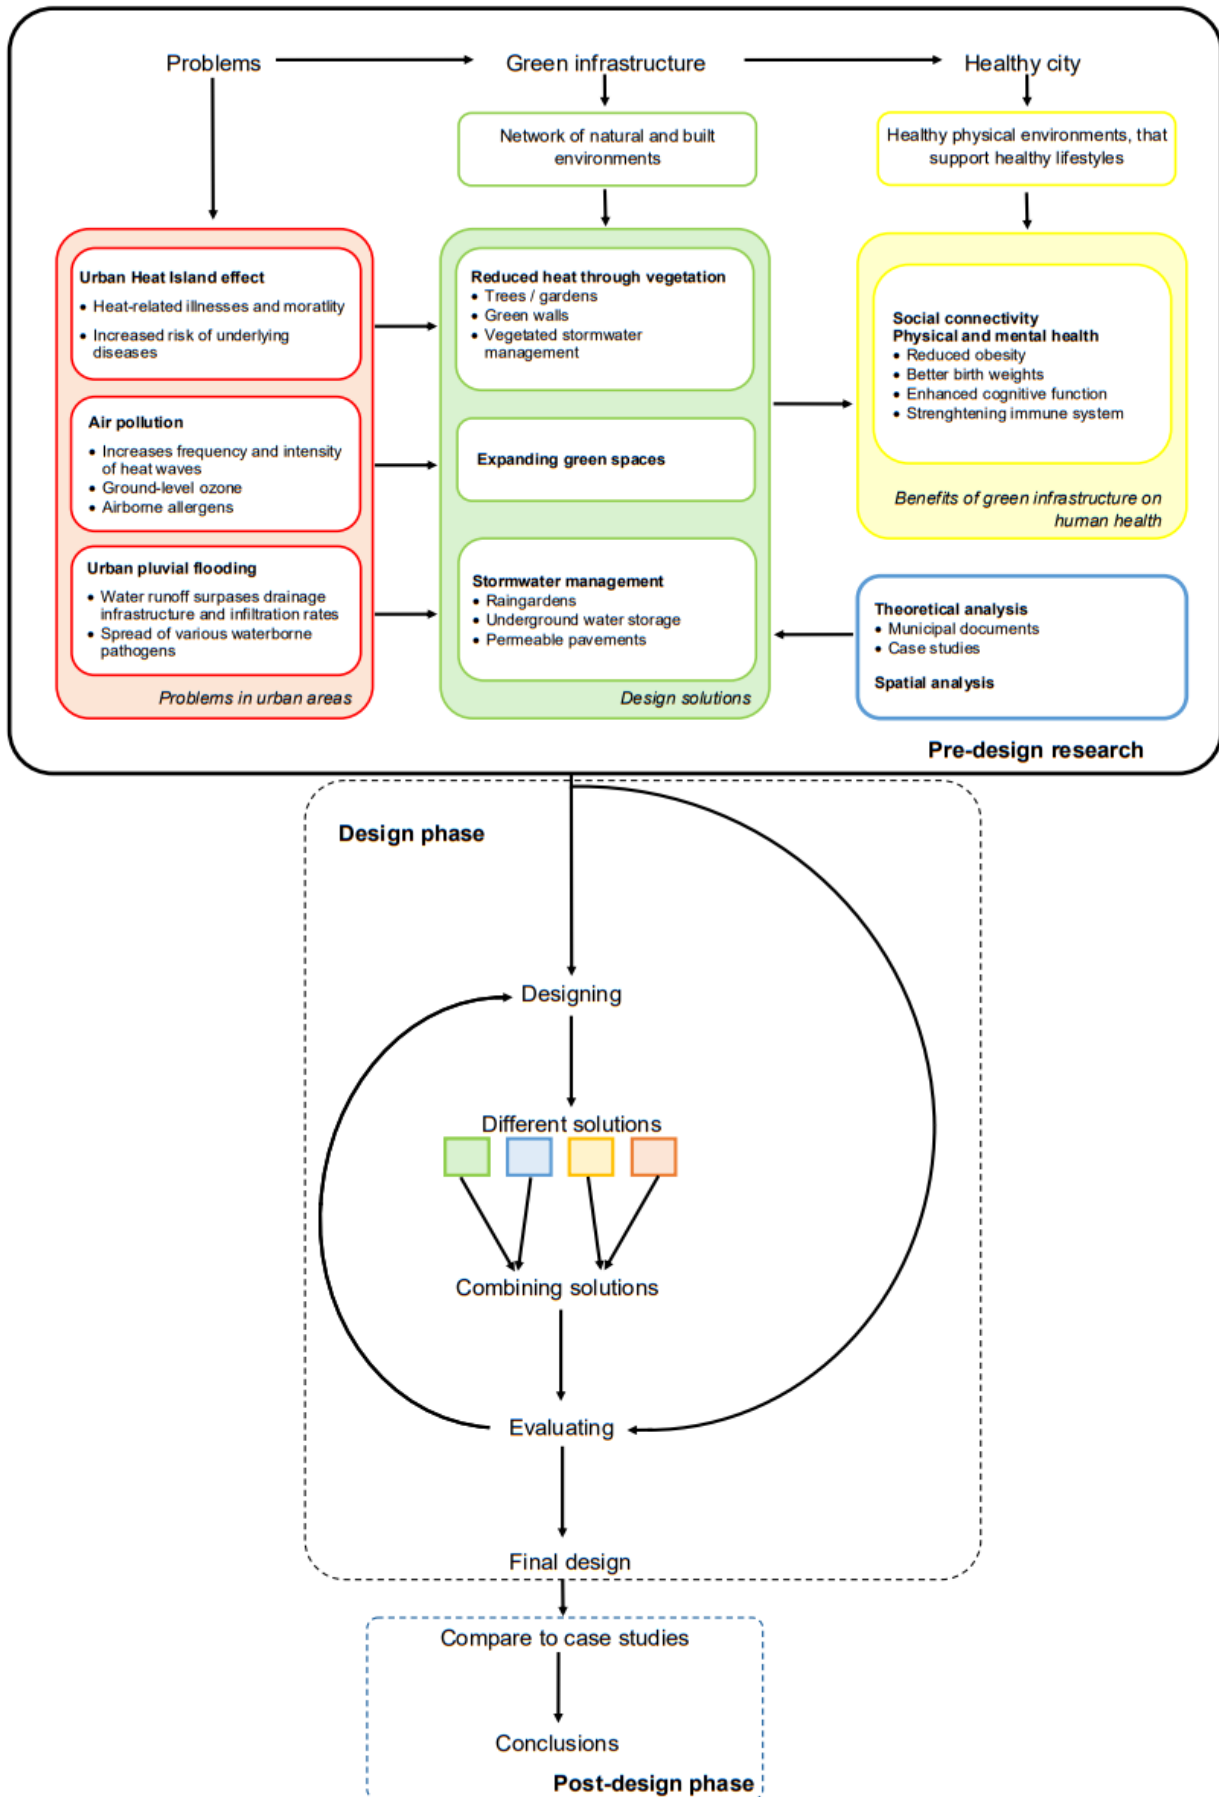 Problems
Green infrastructure
Healthy city
Network of natural and built
environments
Healthy physical environments, that
support healthy lifestyles
Urban Heat Island effect
• Heat-related illnesses and moratlity
• Increased risk of underlying
diseases
Air pollution
• Increases frequency and intensity
of heat waves
• Ground-level ozone
• Airborne allergens
Urban pluvial flooding
• Water runoff surpases drainage
infrastructure and infiltration rates
• Spread of various waterborne
pathogens
Problems in urban areas
Reduced heat through vegetation
• Trees / gardens
• Green walls
• Vegetated stormwater
management
Expanding green spaces
Stormwater management
• Raingardens
• Underground water storage
• Permeable pavements
Design solutions
Social connectivity
Physical and mental health
• Reduced obesity
• Better birth weights
• Enhanced cognitive function
• Strenghtening immune system
Benefits of green infrastructure on
human health
Theoretical analysis
• Municipal documents
• Case studies
Spatial analysis
Pre-design research
Design phase
Designing
Different solutions
Combining solutions
Evaluating
Final design
Compare to case studies
Conclusions
Post-design phase